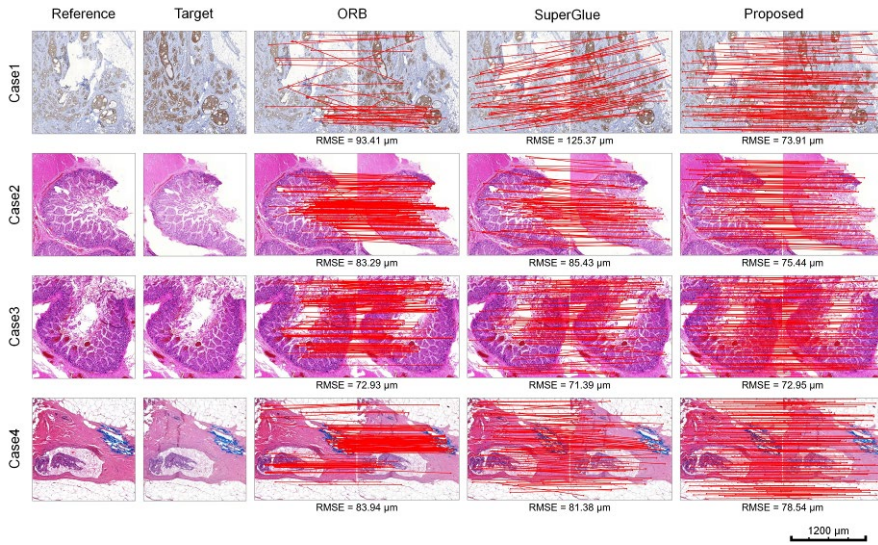 Reference Target ORB SuperGlue Proposed
Case1
RMSE = 93.41 µm RMSE = 125.37 µm RMSE = 73.91 µm
Case2
RMSE = 83.29 µm RMSE = 85.43 µm RMSE = 75.44 µm
Case3
RMSE = 72.93 µm RMSE = 71.39 µm RMSE = 72.95 µm
Case4
RMSE = 83.94 µm RMSE = 81.38 µm RMSE = 78.54 µm
1200 µm